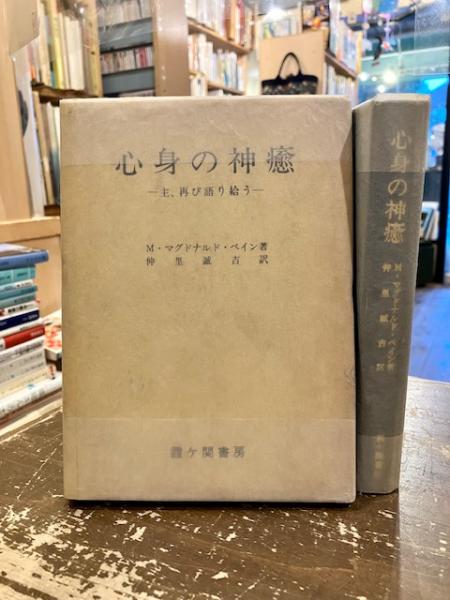 心身の神癒
―主、再び語り給う―
M・マグドナルド・ベイン著
仲里誠吉訳
霞ケ関書房
心身の神癒
M・マグドナルド・ベイン著
仲里誠吉訳